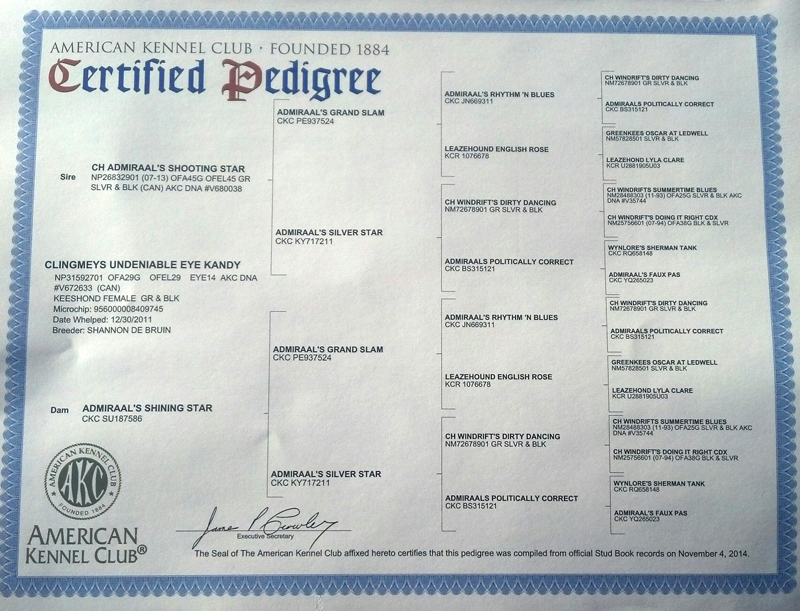 AMERICAN KENNEL CLUB · FOUNDED 1884
Certified Pedigree
Sire
CH ADMIRAAL'S SHOOTING STAR
NP26832901 (07-13) OFA45G OFEL45 GR
SLVR & BLK (CAN) AKC DNA #V680038
CLINGMEYS UNDENIABLE EYE KANDY
NP31592701 OFA29G OFEL29 EYE14 AKC DNA
#V672633 (CAN)
KEESHOND FEMALE GR & BLK
Microchip: 956000008409745
Date Whelped: 12/30/2011
Breeder: SHANNON DE BRUIN
Dam
ADMIRAAL'S SHINING STAR
CKC SU187586
ADMIRAAL'S GRAND SLAM
CKC PE937524
ADMIRAAL'S SILVER STAR
CKC KY717211
ADMIRAAL'S GRAND SLAM
CKC PE937524
ADMIRAAL'S SILVER STAR
CKC KY717211
ADMIRAAL'S RHYTHM 'N BLUES
CKC JN669311
LEAZEHOUND ENGLISH ROSE
KCR 1076678
CH WINDRIFT'S DIRTY DANCING
NM72678901 GR SLVR & BLK
ADMIRAALS POLITICALLY CORRECT
CKC BS315121
ADMIRAAL'S RHYTHM 'N BLUES
CKC JN669311
LEAZEHOUND ENGLISH ROSE
KCR 1076678
CH WINDRIFT'S DIRTY DANCING
NM72678901 GR SLVR & BLK
ADMIRAALS POLITICALLY CORRECT
CKC BS315121
CH WINDRIFT'S DIRTY DANCING
NM72678901 GR SLVR & BLK
ADMIRAALS POLITICALLY CORRECT
CKC BS315121
GREENKEES OSCAR AT LEDWELL
NM57828501 SLVR & BLK
LEAZEHOND LYLA CLARE
KCR U2881905U03
CH WINDRIFTS SUMMERTIME BLUES
NM28488303 (11-93) OFA25G SLVR & BLK AKC
DNA #V35744
CH WINDRIFT'S DOING IT RIGHT CDX
NM25756601 (07-94) OFA38G BLK & SLVR
WYNLORE'S SHERMAN TANK
CKC RQ658148
ADMIRAAL'S FAUX PAS
CKC YQ265023
CH WINDRIFT'S DIRTY DANCING
NM72678901 GR SLVR & BLK
ADMIRAALS POLITICALLY CORRECT
CKC BS315121
GREENKEES OSCAR AT LEDWELL
NM57828501 SLVR & BLK
LEAZEHOND LYLA CLARE
KCR U2881905U03
CH WINDRIFTS SUMMERTIME BLUES
NM28488303 (11-93) OFA25G SLVR & BLK AKC
DNA #V35744
CH WINDRIFT'S DOING IT RIGHT CDX
NM25756601 (07-94) OFA38G BLK & SLVR
WYNLORE'S SHERMAN TANK
CKC RQ658148
ADMIRAAL'S FAUX PAS
CKC YQ265023
AMERICAN KENNEL CLUB
AKC
FOUNDED 1884
AMERICAN
KENNEL CLUB®
Executive Secretary
The Seal of The American Kennel Club affixed hereto certifies that this pedigree was compiled from official Stud Book records on November 4, 2014.